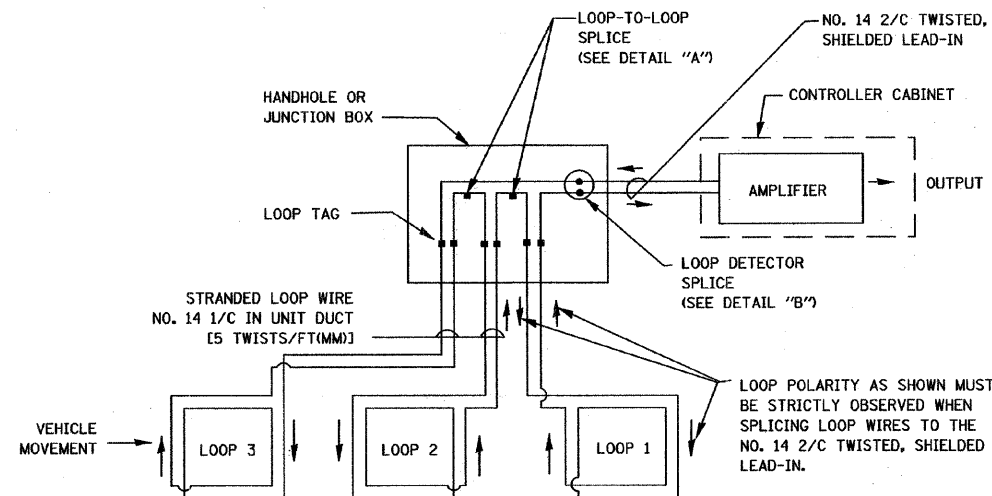 LOOP-TO-LOOP
SPLICE
(SEE DETAIL "A")
NO. 14 2/C TWISTED,
SHIELDED LEAD-IN
HANDHOLE OR
JUNCTION BOX
CONTROLLER CABINET
AMPLIFIER
OUTPUT
LOOP TAG
LOOP DETECTOR
SPLICE
(SEE DETAIL "B")
STRANDED LOOP WIRE
NO. 14 1/C IN UNIT DUCT
[5 TWISTS/FT(MM)]
LOOP POLARITY AS SHOWN MUST
BE STRICTLY OBSERVED WHEN
SPLICING LOOP WIRES TO THE
NO. 14 2/C TWISTED, SHIELDED
LEAD-IN.
VEHICLE
MOVEMENT
LOOP 3
LOOP 2
LOOP 1